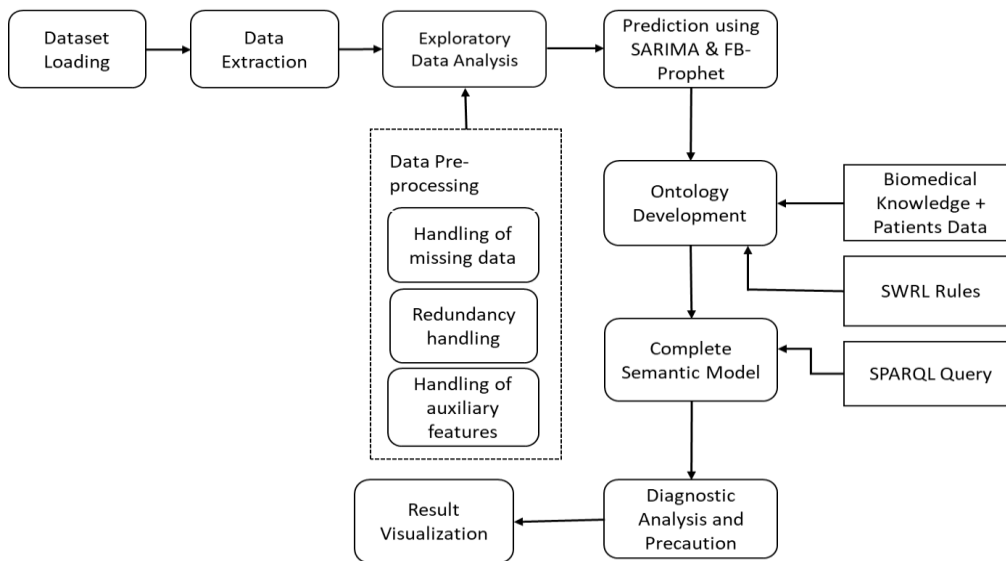 Dataset
Loading
Data
Extraction
Exploratory
Data Analysis
Prediction using
SARIMA & FB-
Prophet
Data Pre-
processing
Handling of
missing data
Redundancy
handling
Handling of
auxiliary
features
Ontology
Development
Biomedical
Knowledge +
Patients Data
SWRL Rules
Complete
Semantic Model
SPARQL Query
Diagnostic
Analysis and
Precaution
Result
Visualization